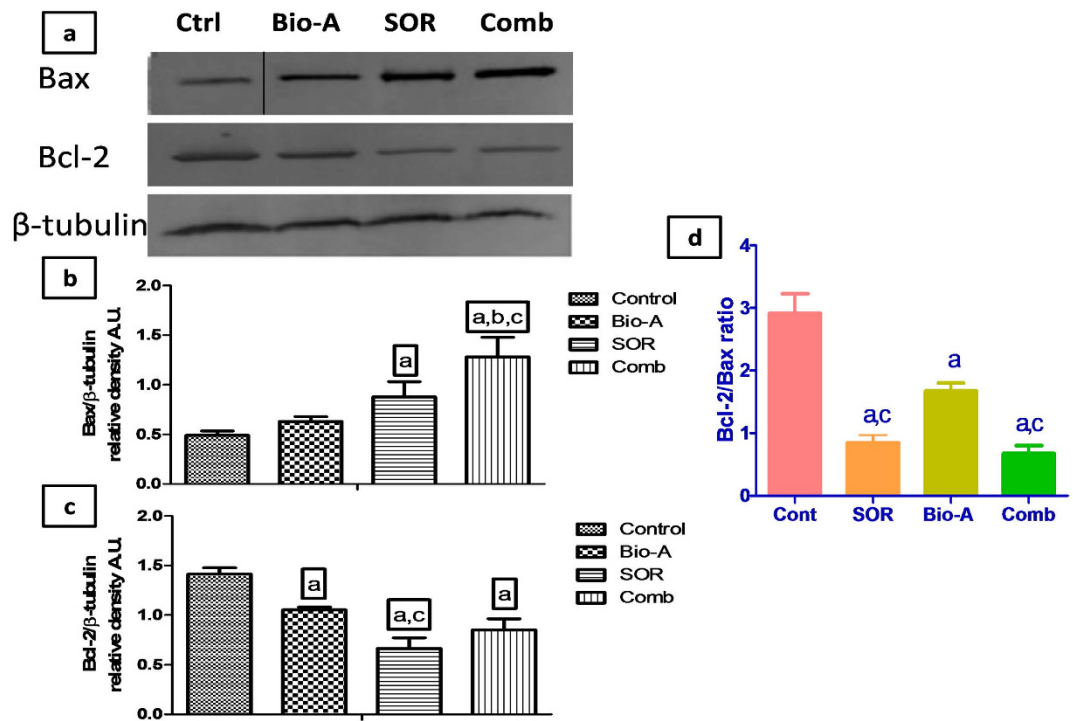 a
Ctrl Bio-A SOR Comb
Bax
Bcl-2
β-tubulin
b
Bax/β-tubulin
relative density A.U.
2.0
1.5
1.0
0.5
0.0
a
a,b,c
Control
Bio-A
SOR
Comb
c
Bcl-2/β-tubulin
relative density A.U.
2.0
1.5
1.0
0.5
0.0
a
a,c
a
Control
Bio-A
SOR
Comb
d
Bcl-2/Bax ratio
4
3
2
1
0
a,c
a
a,c
Cont SOR Bio-A Comb